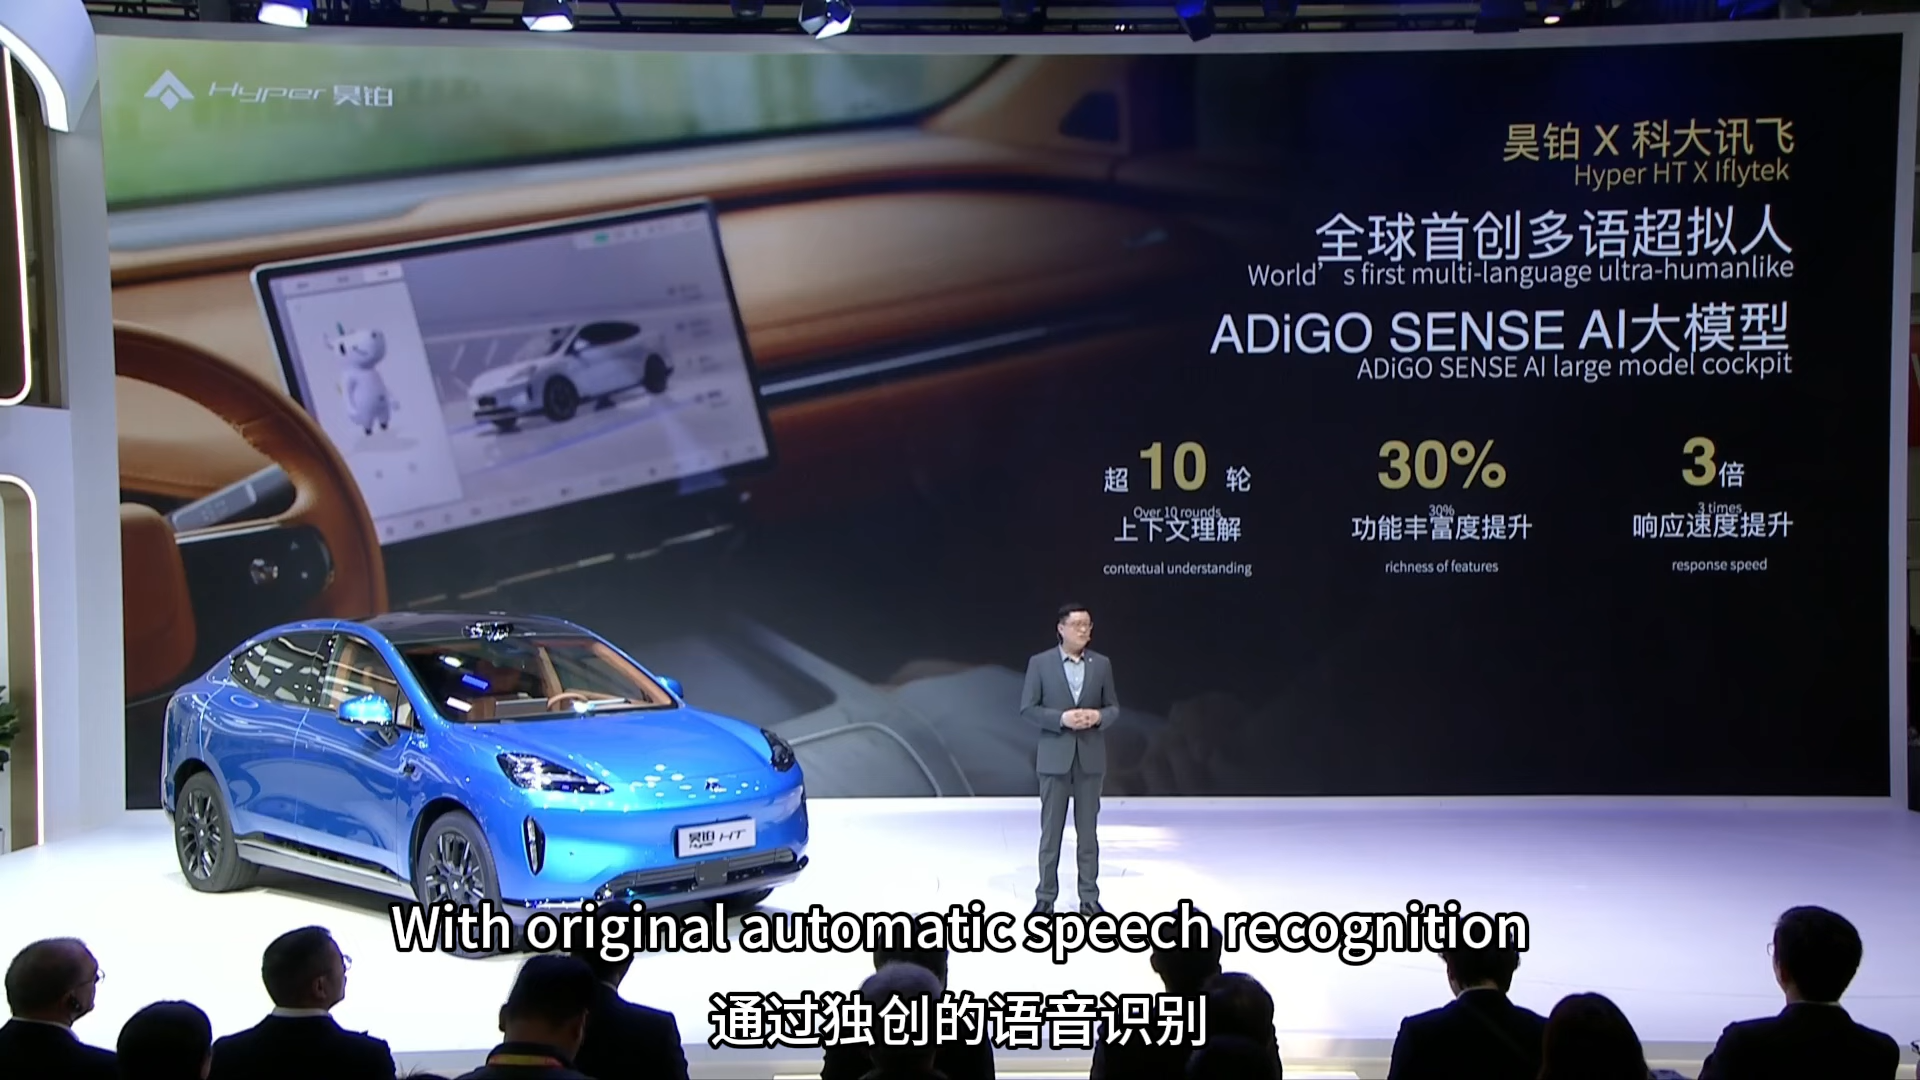 Hyper 昊铂
昊铂 X 科大讯飞
Hyper HT X Iflytek
全球首创多语超拟人
World’s first multi-language ultra-humanlike
ADiGO SENSE AI大模型
ADiGO SENSE AI large model cockpit
超10轮
Over 10 rounds
上下文理解
contextual understanding
30%
30%
功能丰富度提升
richness of features
3倍
3 times
响应速度提升
response speed
昊铂 HT
Hyper
With original automatic speech recognition
通过独创的语音识别